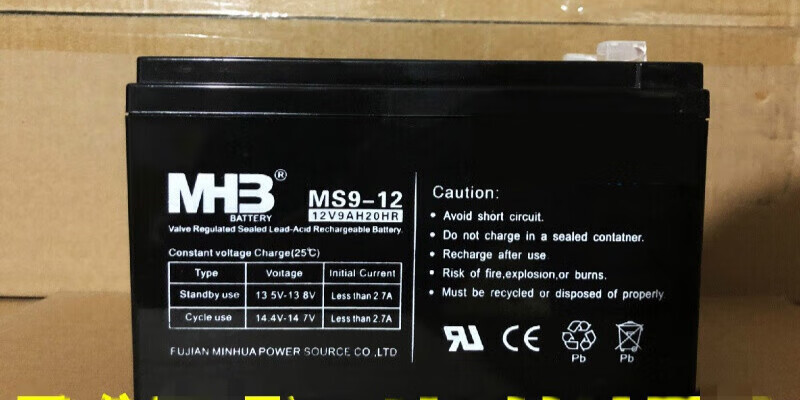 MHB®
BATTERY
MS9-12
12V9AH20HR
Valve Regulated Sealed Lead-Acid Rechargeable Battery.
Constant voltage Charge(25℃)
Type Voltage Initial Current
Standby use 13 5V-13 8V Less than 2.7A
Cycle use 14.4V-14 7V Less than 2.7A
FUJIAN MINHUA POWER SOURCE CO ,LTD
Caution:
• Avoid short circuit.
• Do not charge in a sealed contatner.
• Recharge after use
• Risk of fire,explosion,or burns.
• Must be recycled or disposed of properly
RU CE
Pb Pb